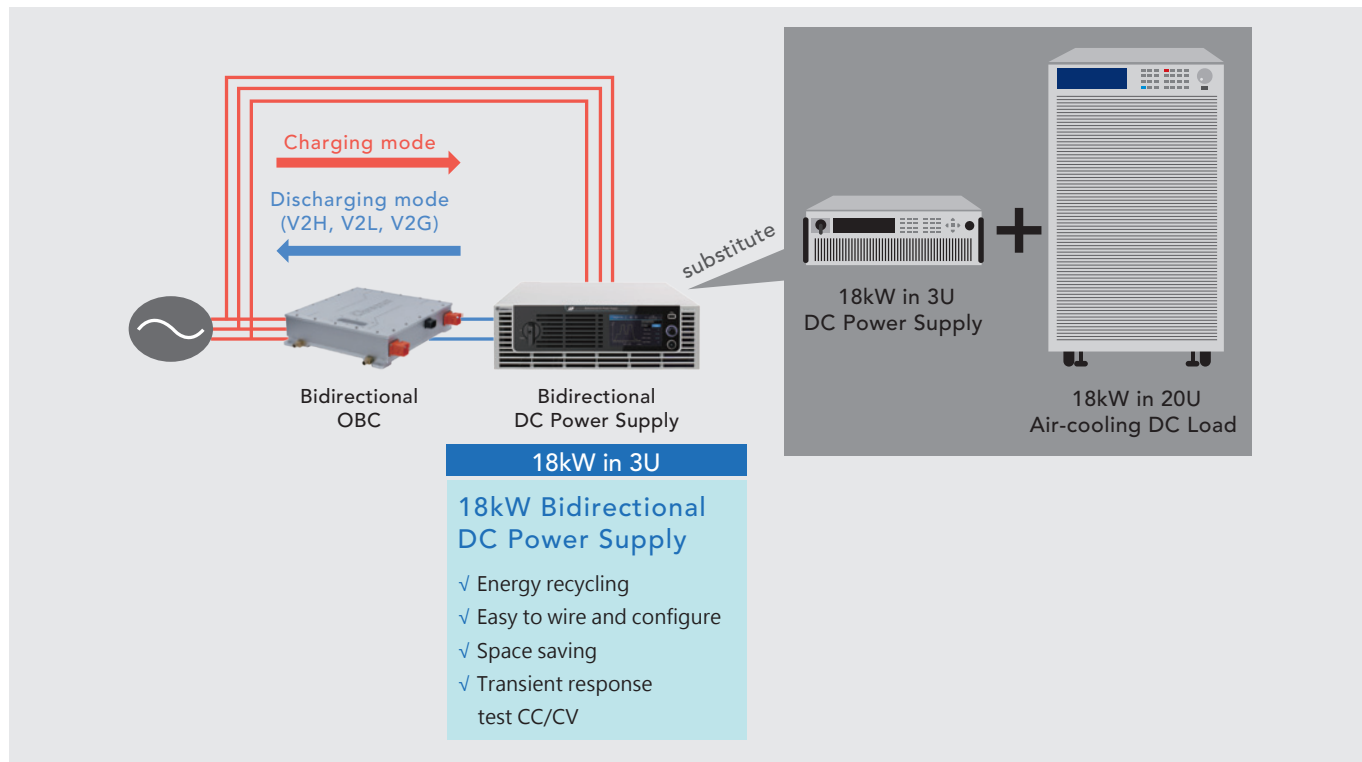 Charging mode
Discharging mode
(V2H, V2L, V2G)
substitute
18kW in 3U
DC Power Supply
18kW in 20U
Air-cooling DC Load
Bidirectional
OBC
Bidirectional
DC Power Supply
18kW in 3U
18kW Bidirectional
DC Power Supply
√ Energy recycling
√ Easy to wire and configure
√ Space saving
√ Transient response
test CC/CV